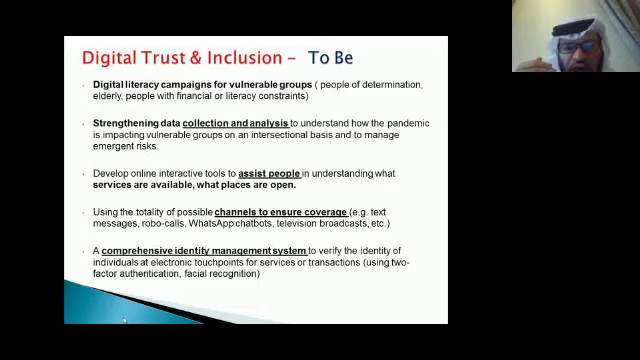 Digital Trust & Inclusion – To Be
· Digital literacy campaigns for vulnerable groups ( people of determination,
elderly, people with financial or literacy constraints)
· Strengthening data collection and analysis to understand how the pandemic
is impacting vulnerable groups on an intersectional basis and to manage
emergent risks.
· Develop online interactive tools to assist people in understanding what
services are available, what places are open.
· Using the totality of possible channels to ensure coverage (e.g. text
messages, robo-calls, WhatsApp chatbots, television broadcasts, etc.)
· A comprehensive identity management system to verify the identity of
individuals at electronic touchpoints for services or transactions (using two-
factor authentication, facial recognition)